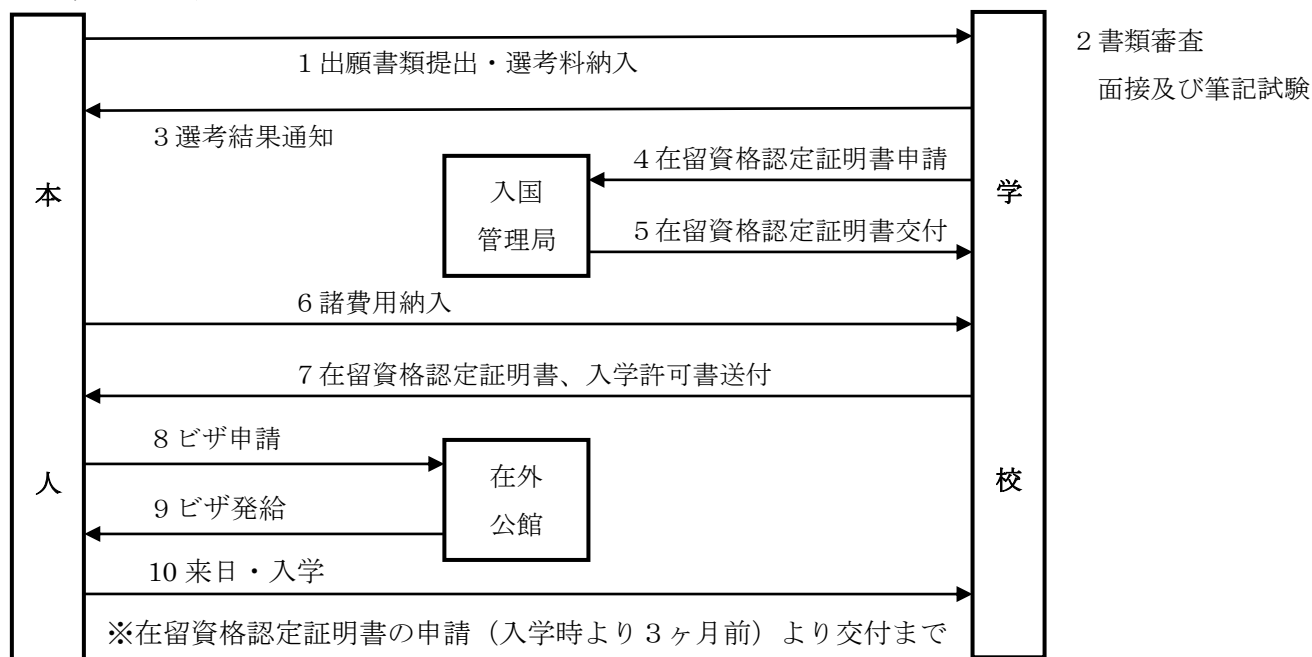 1 出願書類提出・選考料納入
2 書類審査
面接及び筆記試験
3 選考結果通知
4 在留資格認定証明書申請
本
入国
管理局
学
5 在留資格認定証明書交付
6 諸費用納入
7 在留資格認定証明書、入学許可書送付
8 ビザ申請
人
在外
公館
校
9 ビザ発給
10 来日・入学
※在留資格認定証明書の申請（入学時より3ヶ月前）より交付まで